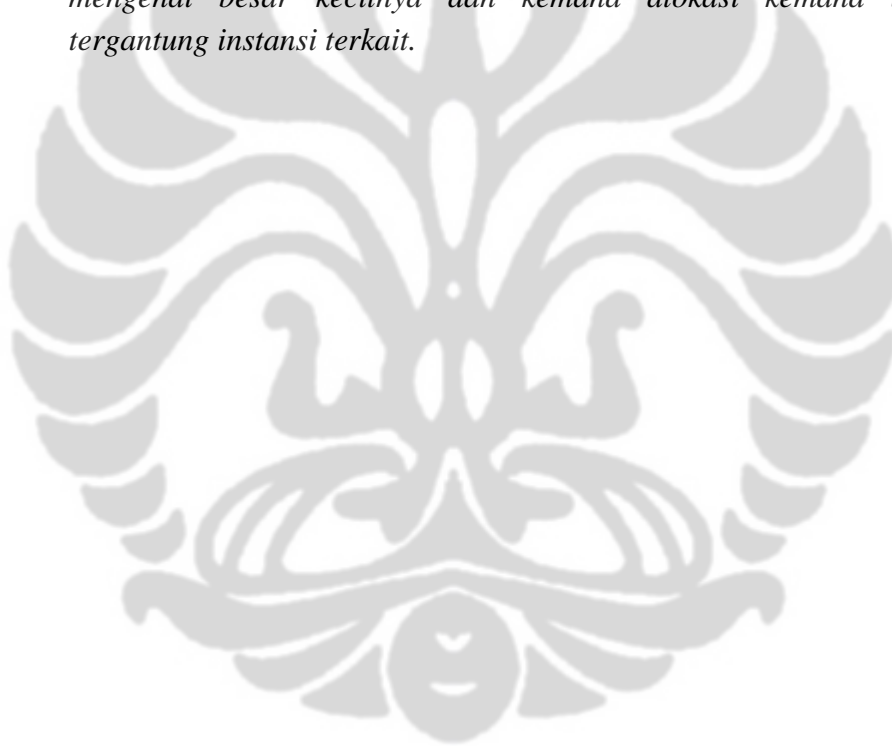 mengenai besar kecilnya dan kemana alokasi kemana
tergantung instansi terkait.